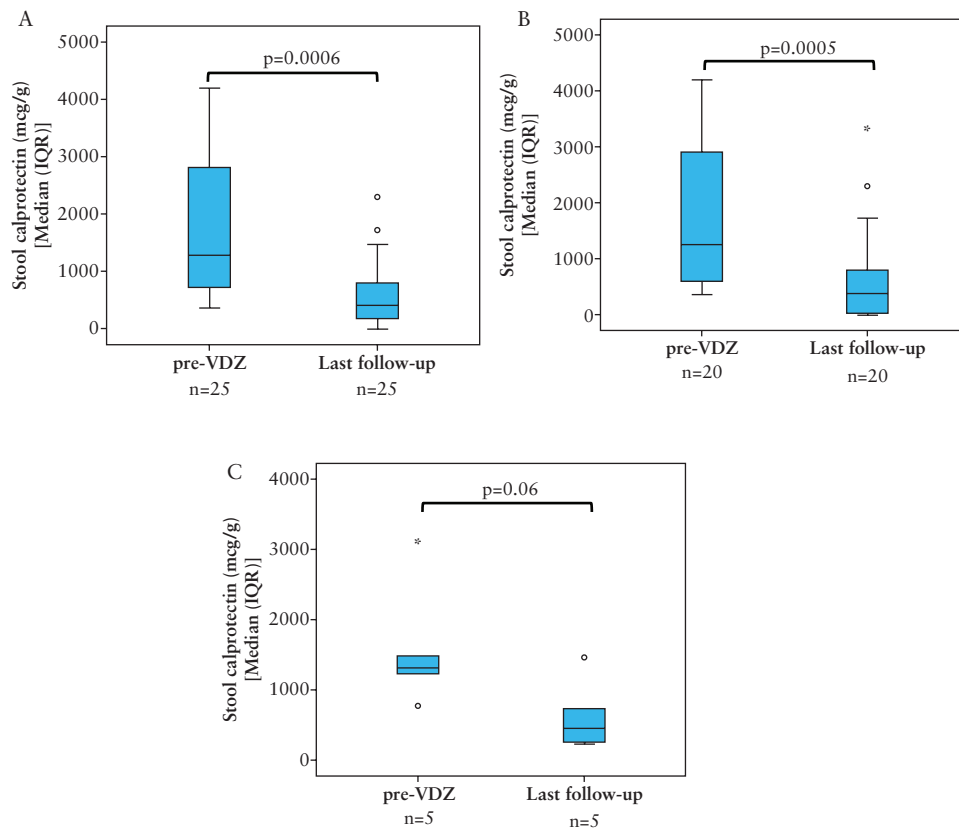 A
Stool calprotectin (mcg/g)
[Median (IQR)]
5000
4000
3000
2000
1000
0
p=0.0006
pre-VDZ
n=25
Last follow-up
n=25
B
Stool calprotectin (mcg/g)
[Median (IQR)]
5000
4000
3000
2000
1000
0
p=0.0005
pre-VDZ
n=20
Last follow-up
n=20
C
Stool calprotectin (mcg/g)
[Median (IQR)]
4000
3000
2000
1000
0
p=0.06
pre-VDZ
n=5
Last follow-up
n=5